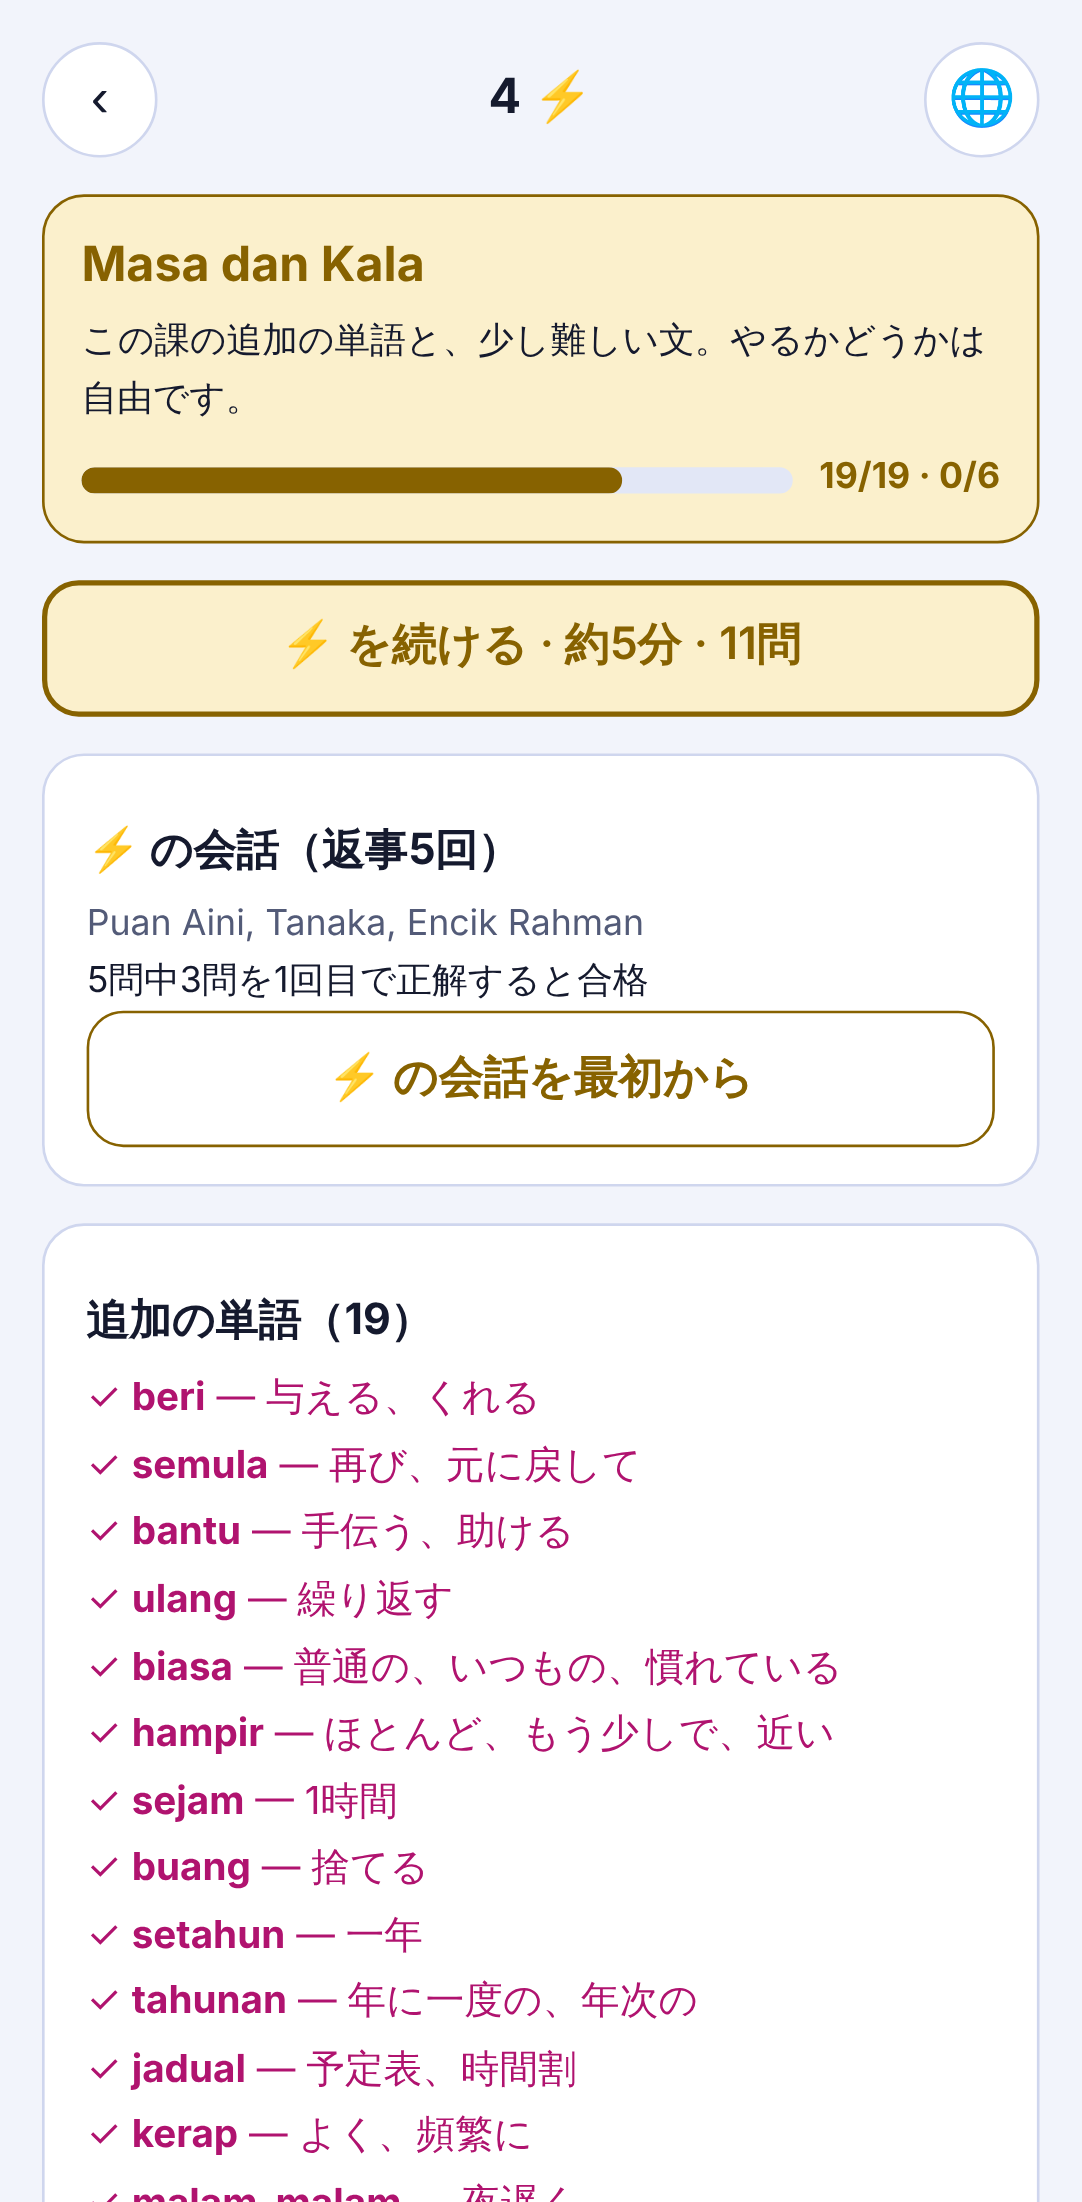 ‹ 4 ⚡ 🌐
Masa dan Kala
この課の追加の単語と、少し難しい文。やるかどうかは
自由です。
19/19 · 0/6
⚡ を続ける · 約5分 · 11問
⚡ の会話（返事5回）
Puan Aini, Tanaka, Encik Rahman
5問中3問を1回目で正解すると合格
⚡ の会話を最初から
追加の単語（19）
✓ beri — 与える、くれる
✓ semula — 再び、元に戻して
✓ bantu — 手伝う、助ける
✓ ulang — 繰り返す
✓ biasa — 普通の、いつもの、慣れている
✓ hampir — ほとんど、もう少しで、近い
✓ sejam — 1時間
✓ buang — 捨てる
✓ setahun — 一年
✓ tahunan — 年に一度の、年次の
✓ jadual — 予定表、時間割
✓ kerap — よく、頻繁に
✓ malam-malam — 夜遅く